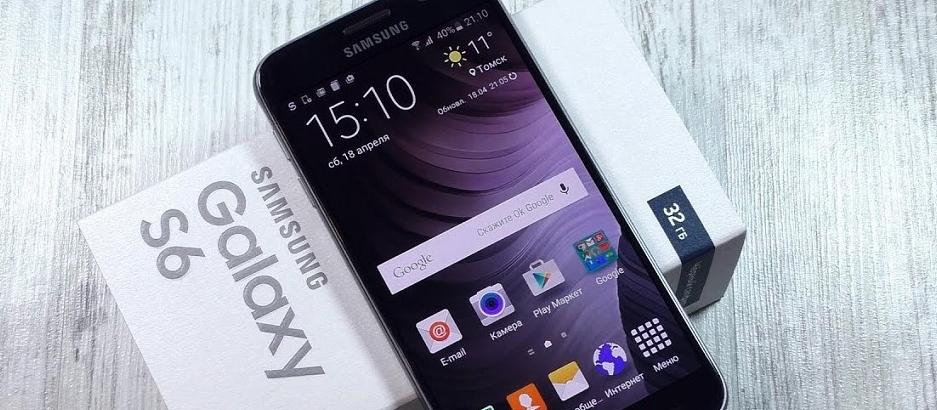 SAMSUNG
40% 21:10
15:10
сб, 18 апреля
11°
Томск
Обновл. 18.04 21:05
Google
Скажите Ok Google
E-mail
Камера
Play Маркет
Google
Интернет
Меню
SAMSUNG
Galaxy S6
32 ГБ